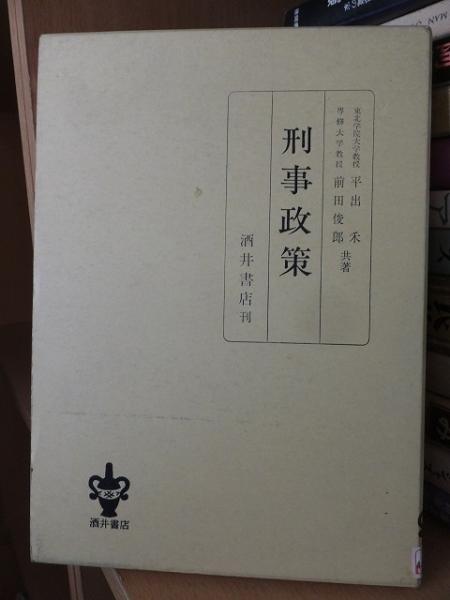 東北学院大学教授 平出禾
専修大学教授 前田俊郎 共著
刑事政策
酒井書店刊
酒井書店